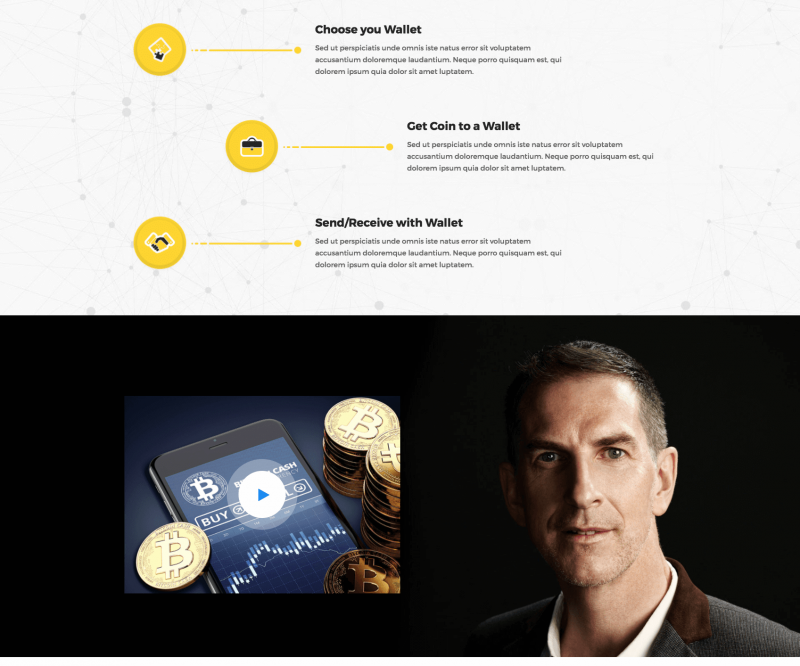 Choose you Wallet
Sed ut perspiciatis unde omnis iste natus error sit voluptatem
accusantium doloremque laudantium. Neque porro quisquam est, qui
dolorem ipsum quia dolor sit amet luptatem.
Get Coin to a Wallet
Sed ut perspiciatis unde omnis iste natus error sit voluptatem
accusantium doloremque laudantium. Neque porro quisquam est, qui
dolorem ipsum quia dolor sit amet luptatem.
Send/Receive with Wallet
Sed ut perspiciatis unde omnis iste natus error sit voluptatem
accusantium doloremque laudantium. Neque porro quisquam est, qui
dolorem ipsum quia dolor sit amet luptatem.
CASH
BUY